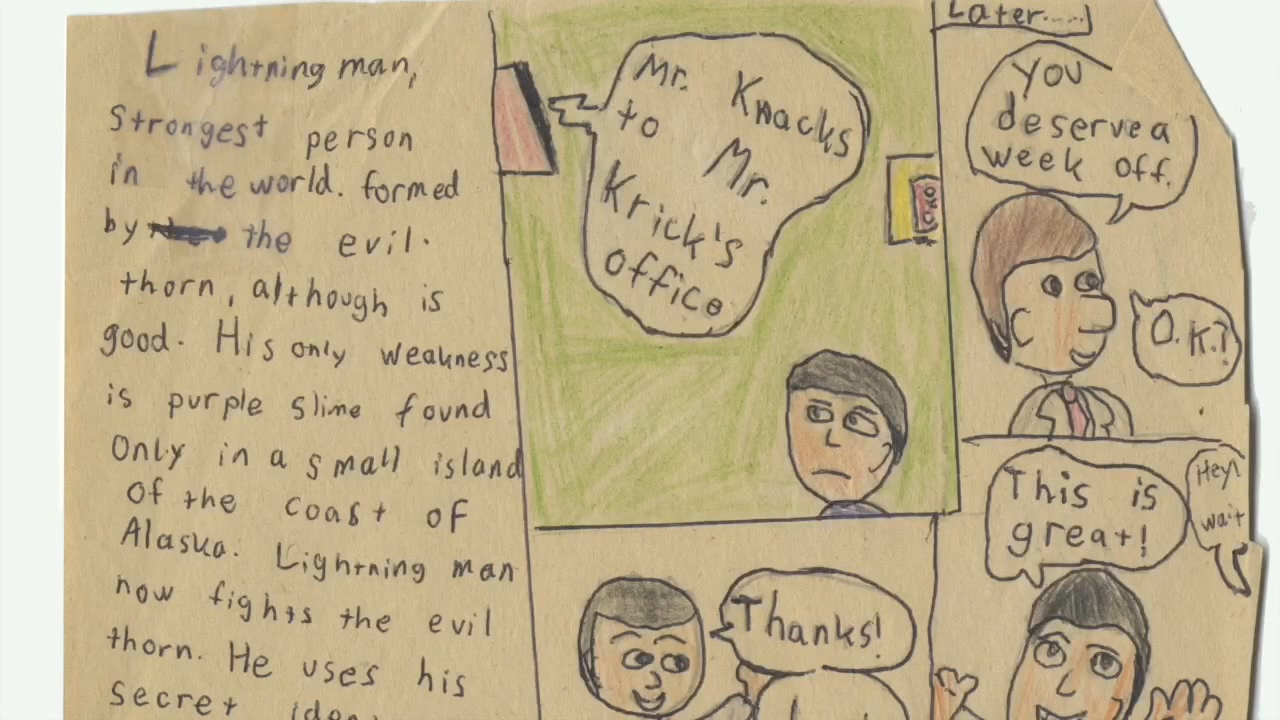 Lightning man,
strongest person
in the world. formed
by the evil.
thorn, although is
good. His only weakness
is purple slime found
Only in a small island
of the coast of
Alaska. Lightning man
now fights the evil
thorn. He uses his
secret
Mr. Knacks
to Mr.
Krick's
office
Later.....
You
deserve a
week off.
O.K.?
Thanks!
This is
great!
Hey!
wait